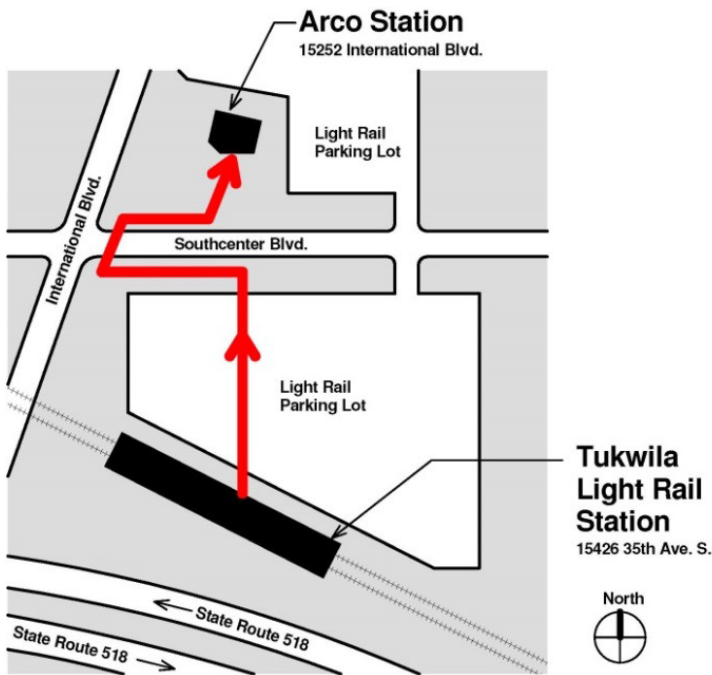 Arco Station
15252 International Blvd.
Light Rail
Parking Lot
International Blvd.
Southcenter Blvd.
Light Rail
Parking Lot
Tukwila
Light Rail
Station
15426 35th Ave. S.
North
State Route 518
State Route 518